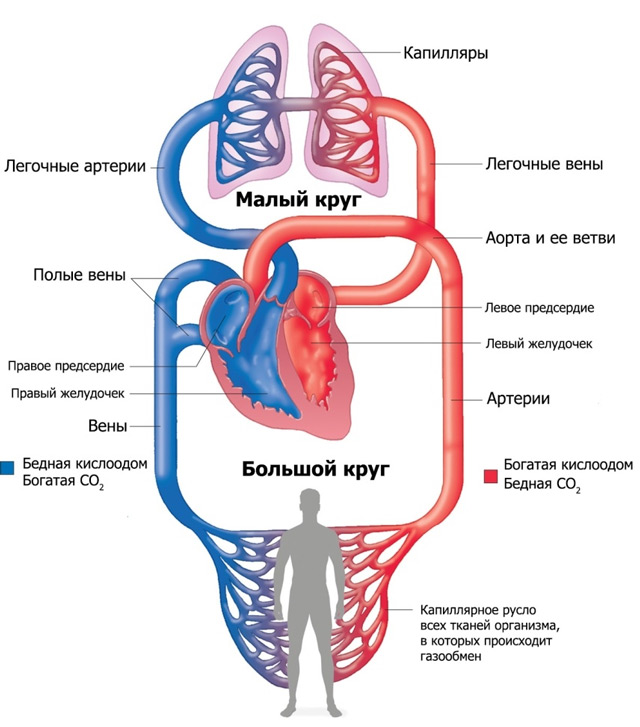 Капилляры
Легочные артерии
Легочные вены
Малый круг
Аорта и ее ветви
Полые вены
Левое предсердие
Левый желудочек
Правое предсердие
Правый желудочек
Артерии
Вены
Бедная кислоодом
Богатая CO2
Большой круг
Богатая кислоодом
Бедная CO2
Капиллярное русло
всех тканей организма,
в которых происходит
газообмен